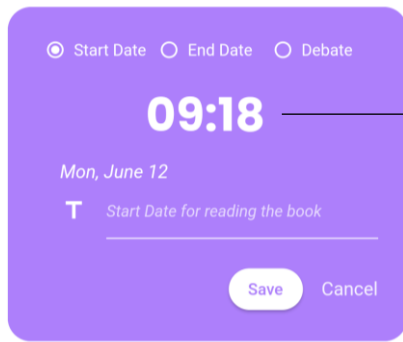 Start Date End Date Debate
09:18
Mon, June 12
T Start Date for reading the book
Save Cancel